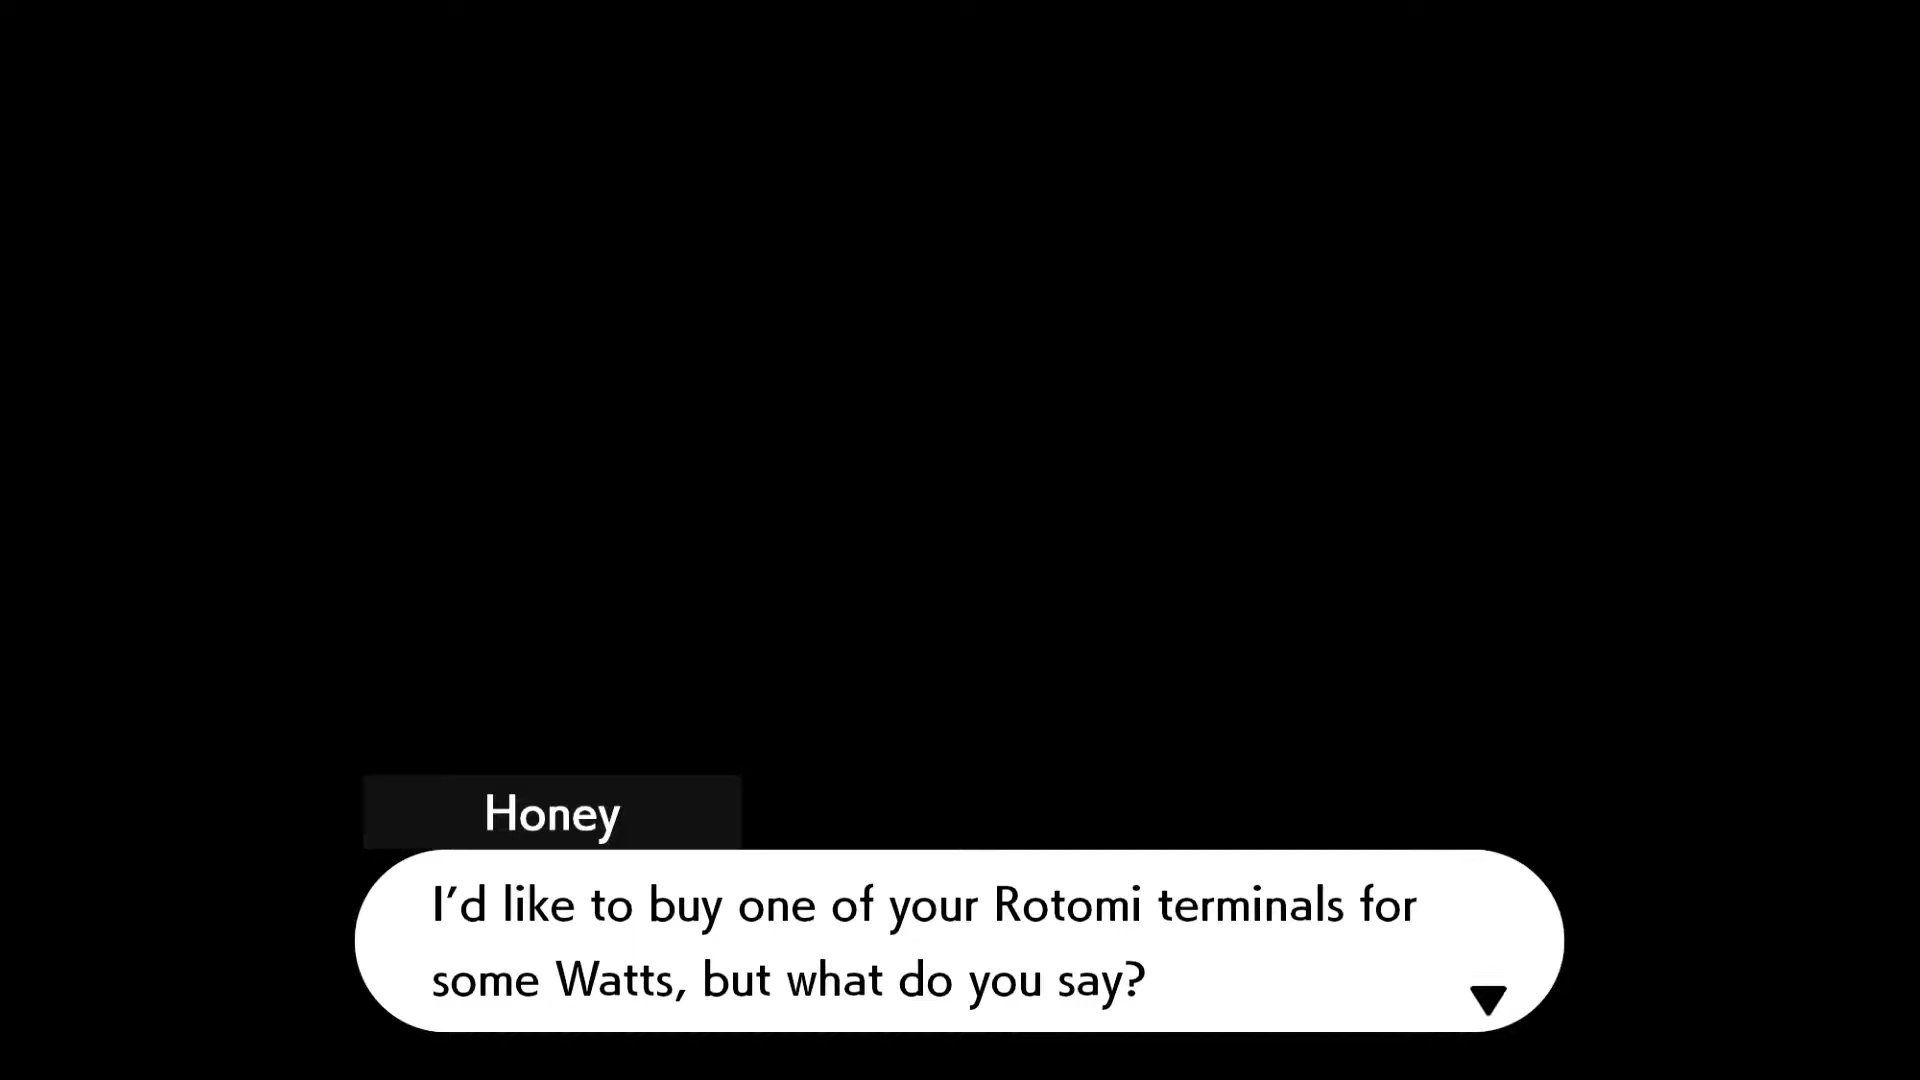 Honey
I’d like to buy one of your Rotomi terminals for
some Watts, but what do you say?